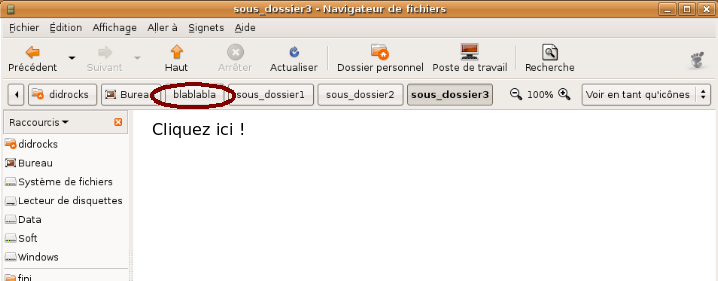 sous_dossier3 - Navigateur de fichiers
Fichier Édition Affichage Aller à Signets Aide
Précédent Suivant Haut Arrêter Actualiser Dossier personnel Poste de travail Recherche
didrocks Bureau blablabla sous_dossier1 sous_dossier2 sous_dossier3 100% Voir en tant qu'icônes
Raccourcis
Cliquez ici !
didrocks
Bureau
Système de fichiers
Lecteur de disquettes
Data
Soft
Windows
fini